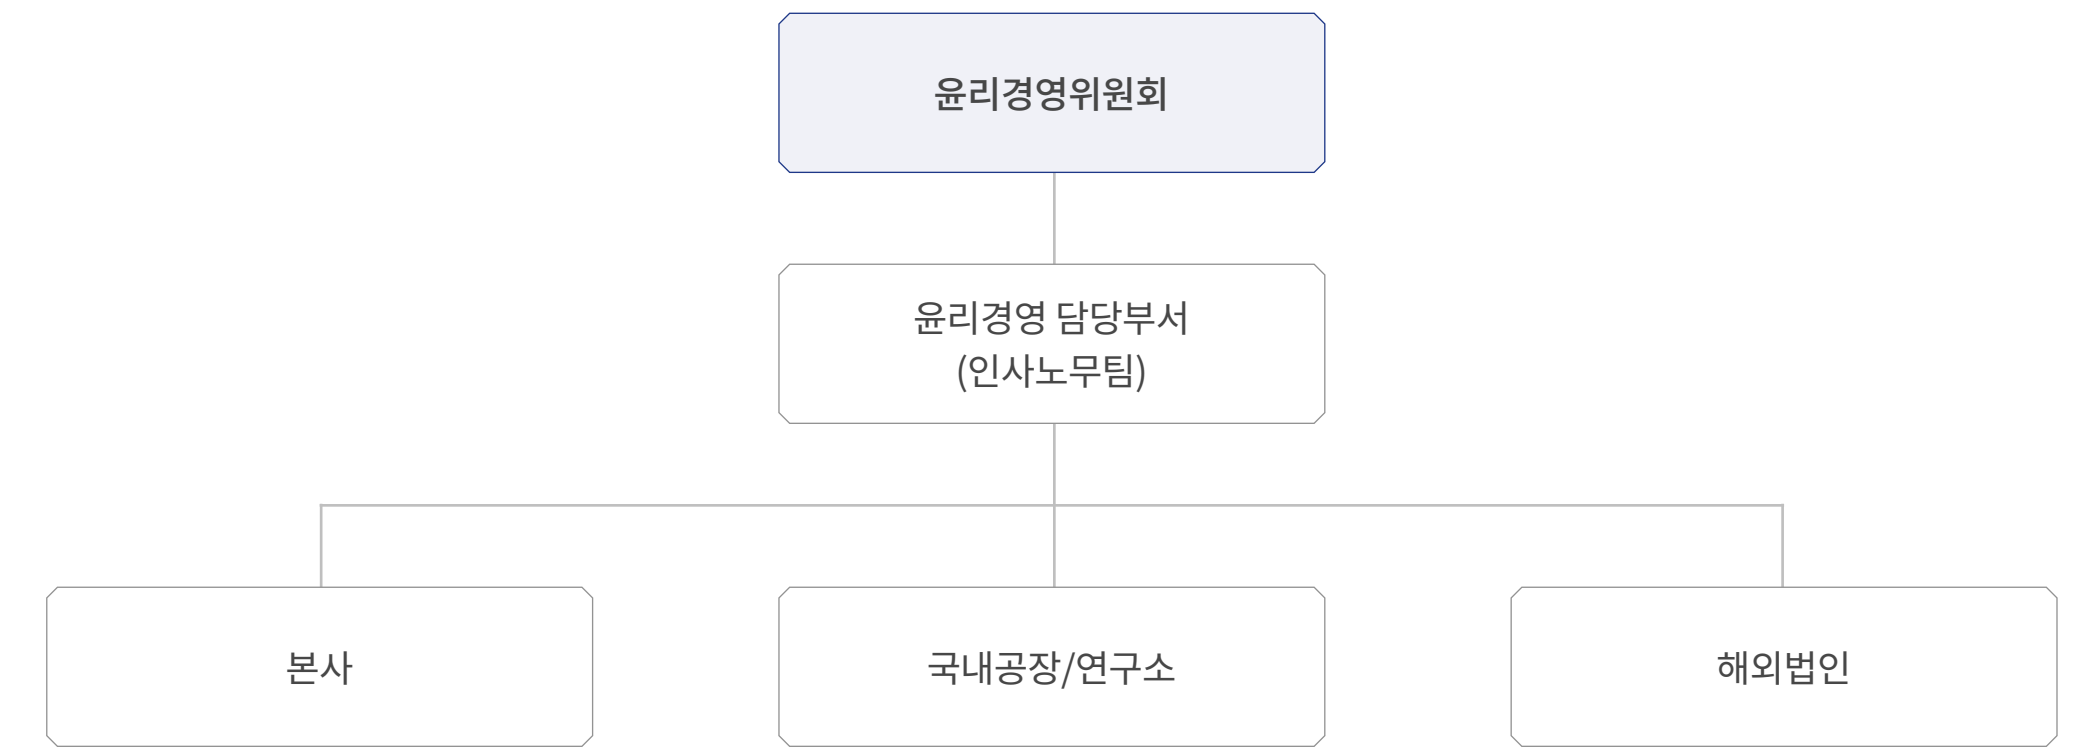 윤리경영위원회
윤리경영 담당부서
(인사노무팀)
본사
국내공장/연구소
해외법인